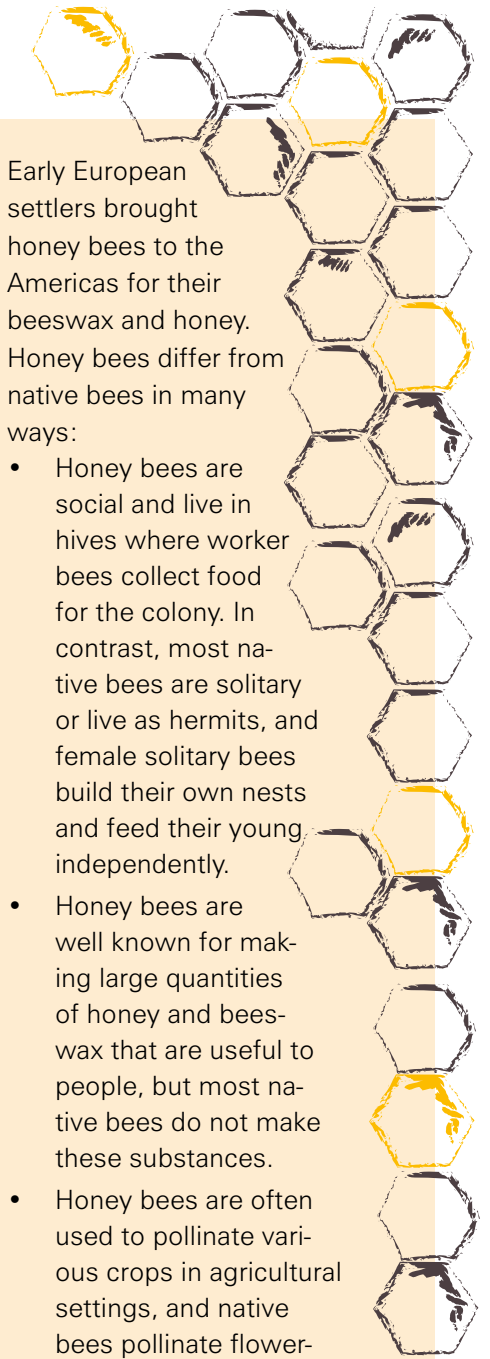 Early European
settlers brought
honey bees to the
Americas for their
beeswax and honey.
Honey bees differ from
native bees in many
ways:
• Honey bees are
social and live in
hives where worker
bees collect food
for the colony. In
contrast, most na-
tive bees are solitary
or live as hermits, and
female solitary bees
build their own nests
and feed their young
independently.
• Honey bees are
well known for mak-
ing large quantities
of honey and bees-
wax that are useful to
people, but most na-
tive bees do not make
these substances.
• Honey bees are often
used to pollinate vari-
ous crops in agricultural
settings, and native
bees pollinate flower-